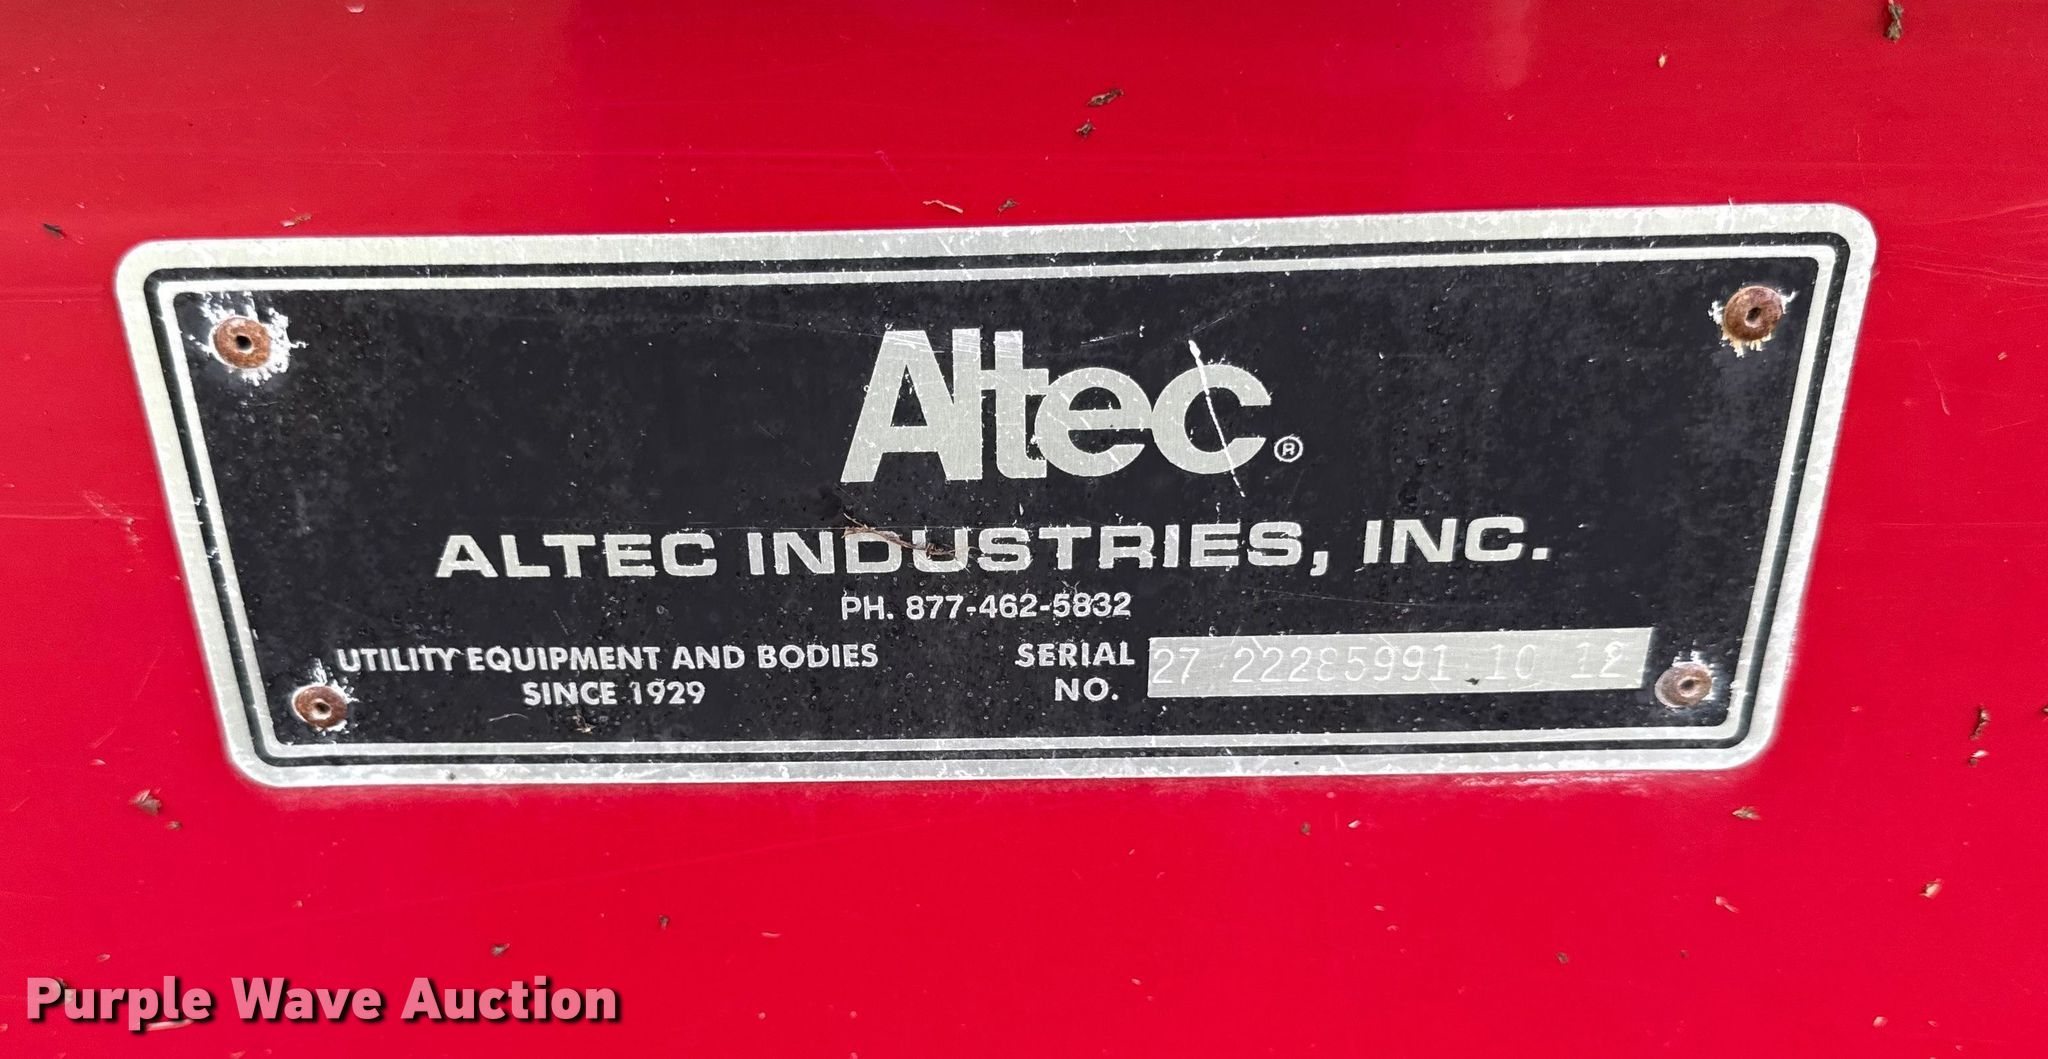 Altec®
ALTEC INDUSTRIES, INC.
PH. 877-462-5832
UTILITY EQUIPMENT AND BODIES
SINCE 1929
SERIAL
NO.
27 10 12
Purple Wave Auction